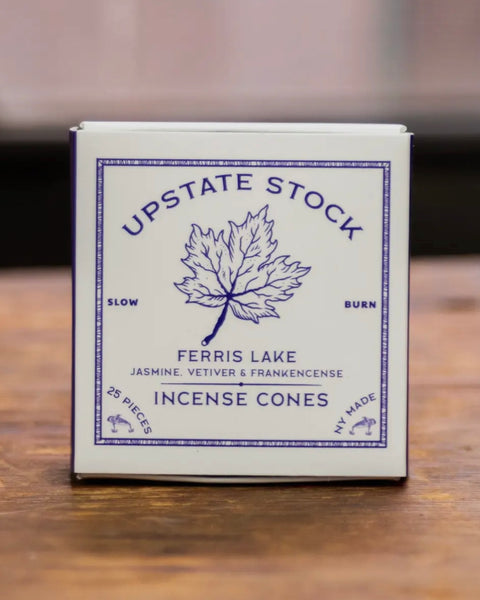 UPSTATE STOCK
SLOW BURN
FERRIS LAKE
JASMINE, VETIVER & FRANKENCENSE
INCENSE CONES
25 PIECES
NY MADE